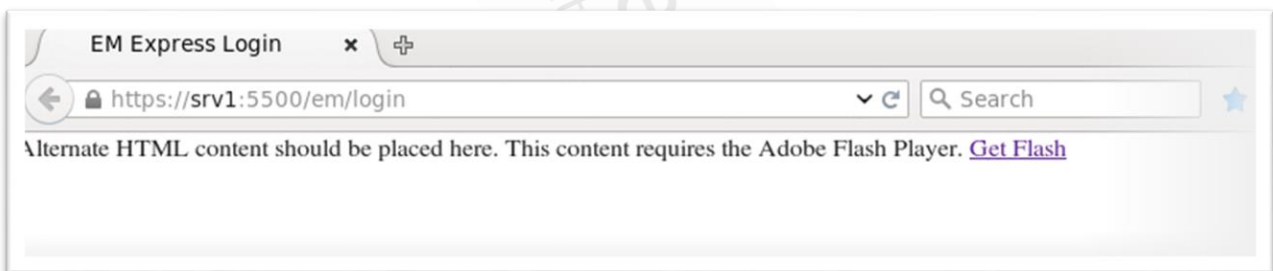 EM Express Login
https://srv1:5500/em/login
Search
Alternate HTML content should be placed here. This content requires the Adobe Flash Player. Get Flash